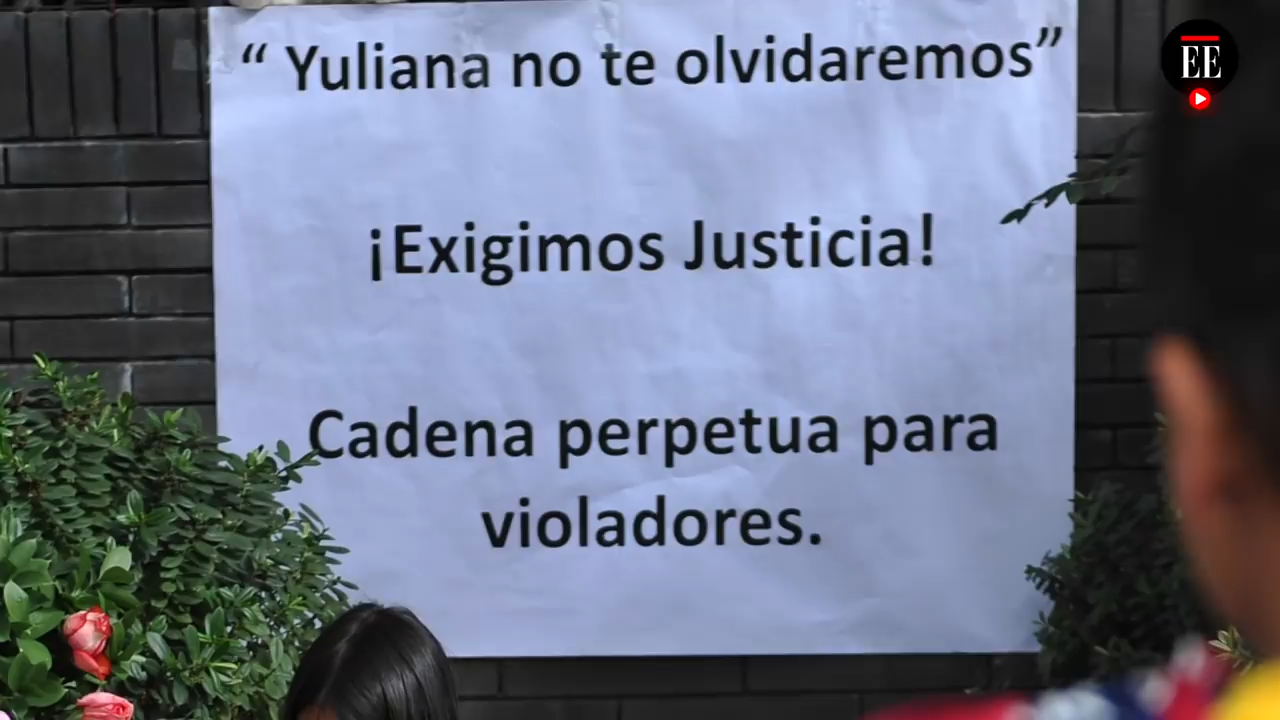 “ Yuliana no te olvidaremos”
EE
¡Exigimos Justicia!
Cadena perpetua para
violadores.